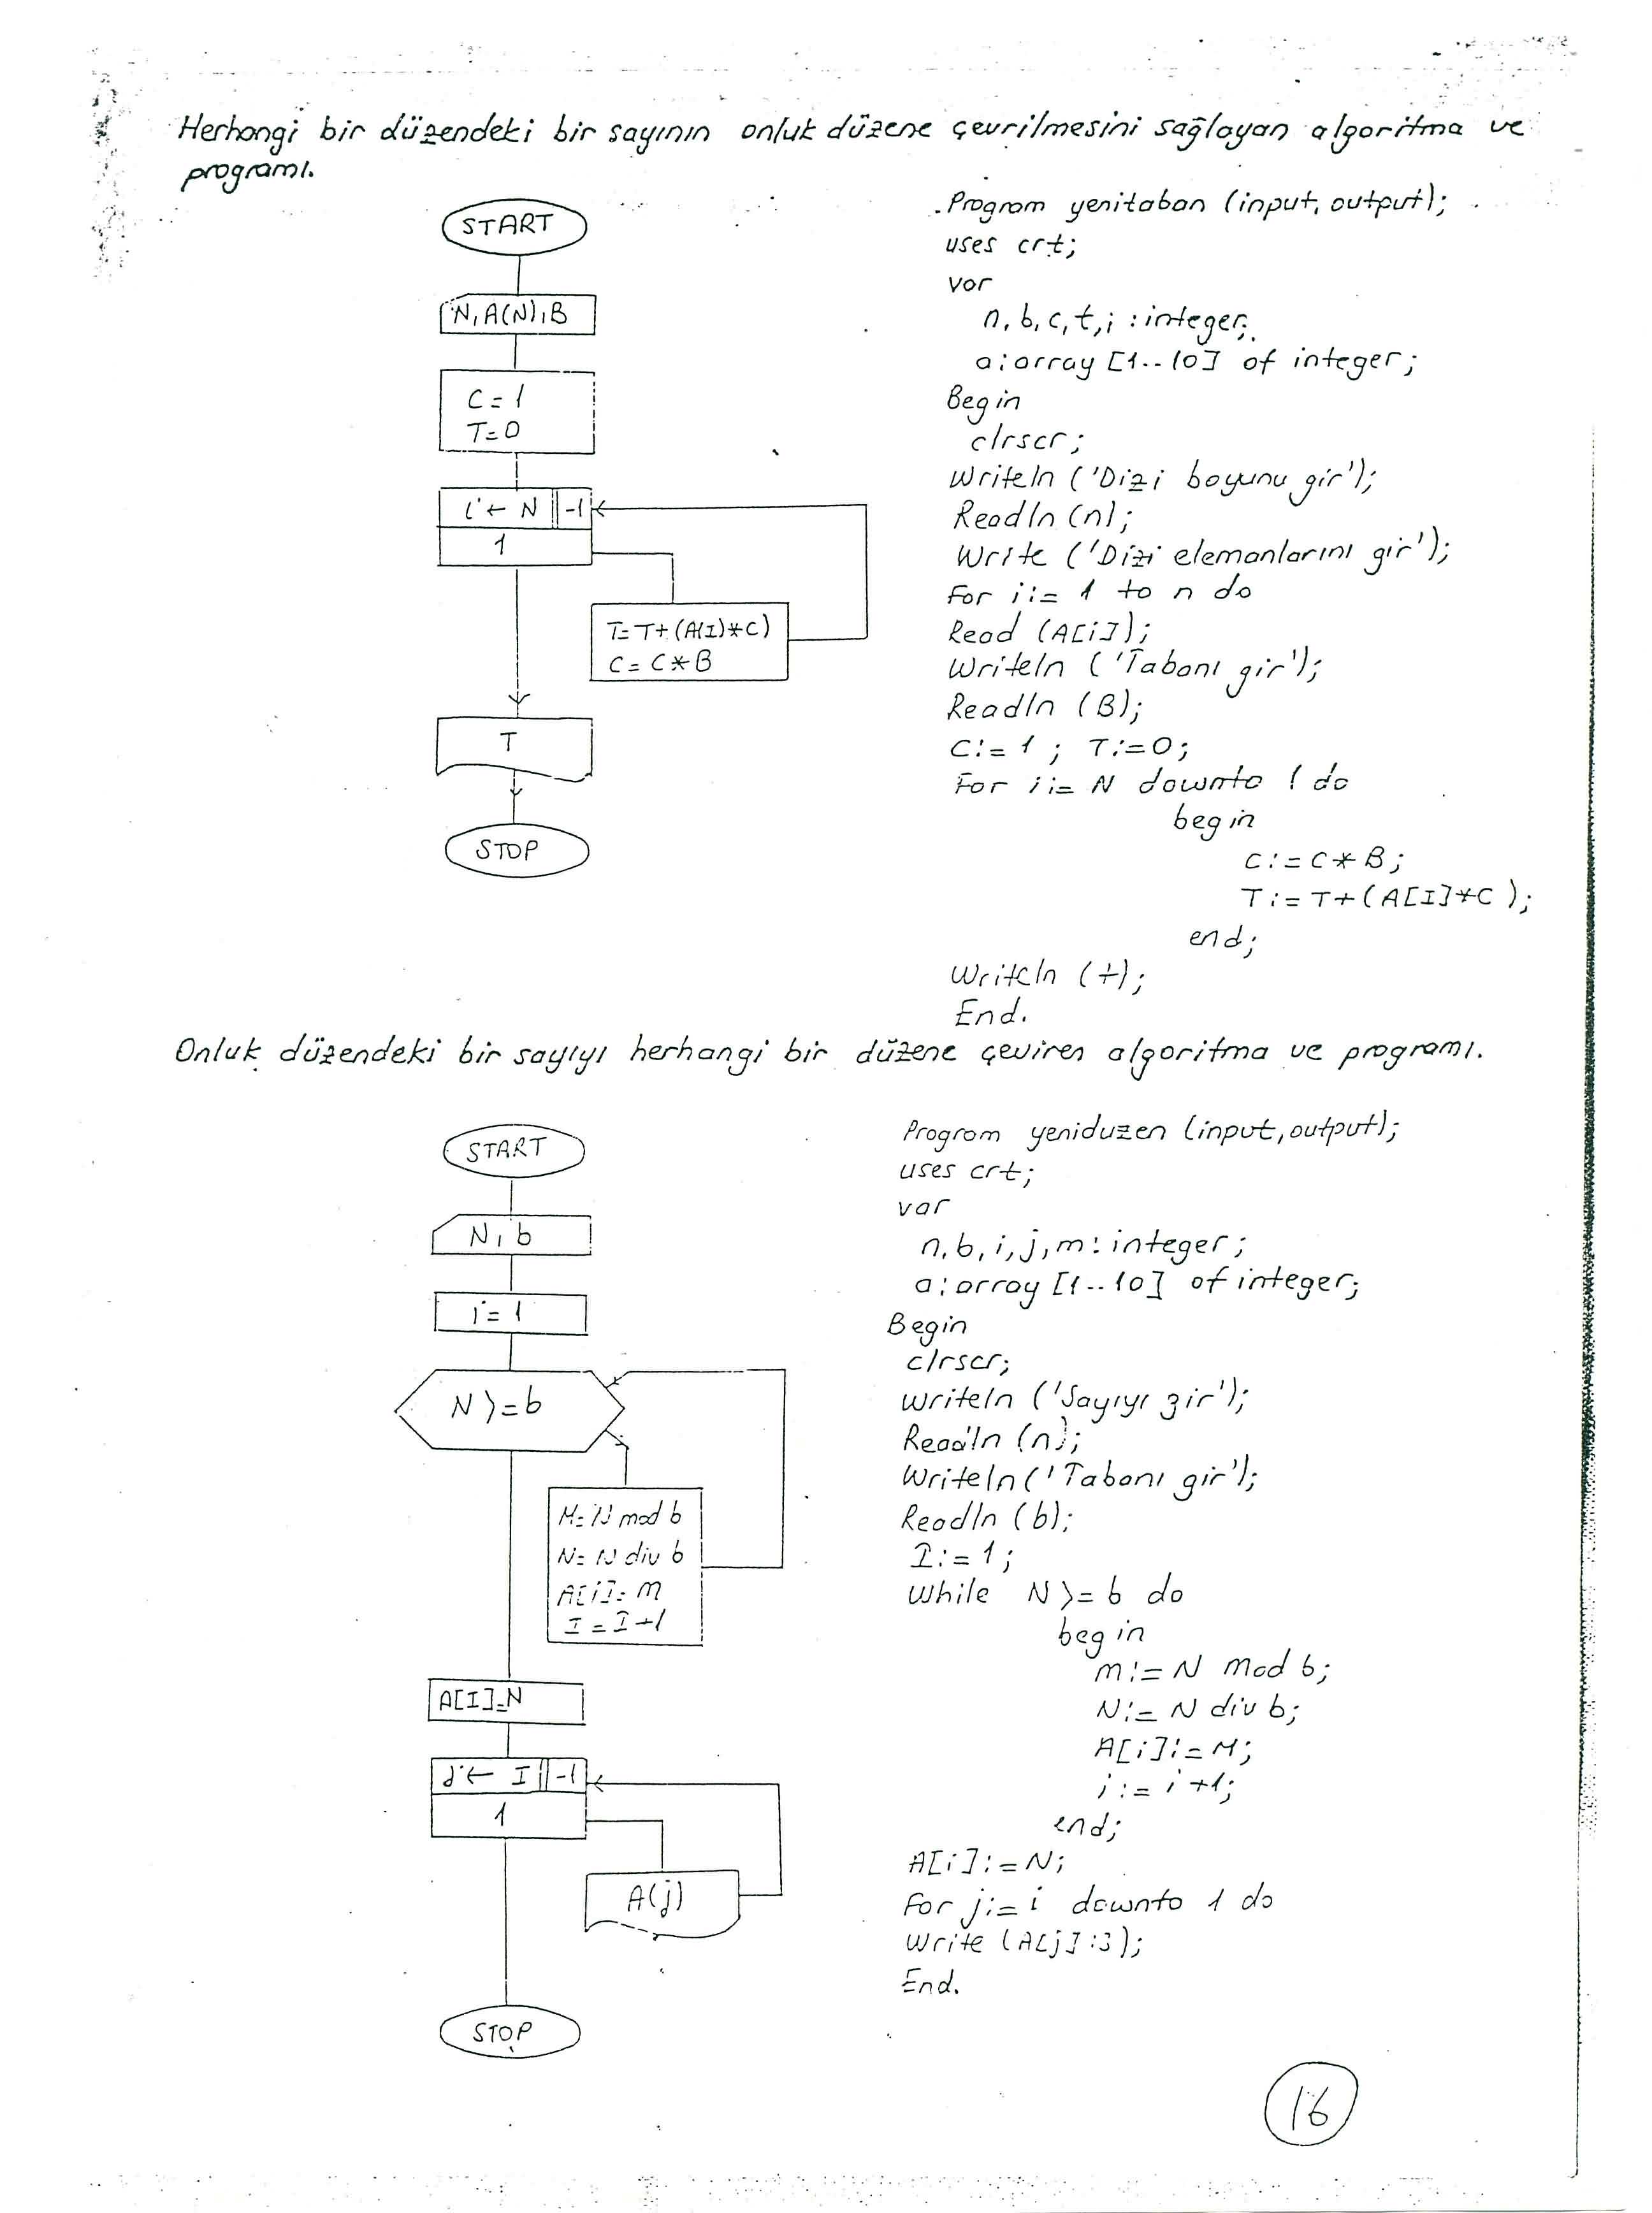 Herhangi bir düzendeki bir sayının onluk düzene çevrilmesini sağlayan algoritma ve
programı.
START
N, A(N), B
C = 1
T = 0
i ← N -1
1
T = T + (A(I) * C)
C = C * B
T
STOP
Program yenitaban (input, output);
uses crt;
var
n, b, c, t, i : integer;
a : array [1..10] of integer;
Begin
clrscr;
Writeln ('Dizi boyunu gir');
Readln (n);
Write ('Dizi elemanlarını gir');
For i := 1 to n do
Read (A[i]);
Writeln ('Tabanı gir');
Readln (B);
C := 1 ; T := 0;
For i := N downto 1 do
begin
C := C * B;
T := T + (A[I] * C );
end;
Writeln (t);
End.
Onluk düzendeki bir sayıyı herhangi bir düzene çeviren algoritma ve programı.
START
N, b
i = 1
N >= b
M = N mod b
N = N div b
A[i] = M
I = I + 1
A[I] = N
j ← I -1
1
A(j)
STOP
Program yeniduzen (input, output);
uses crt;
var
n, b, i, j, m : integer;
a : array [1..10] of integer;
Begin
clrscr;
Writeln ('Sayıyı gir');
Readln (n);
Writeln ('Tabanı gir');
Readln (b);
I := 1;
While N >= b do
begin
m := N mod b;
N := N div b;
A[i] := M;
i := i + 1;
end;
A[i] := N;
For j := i downto 1 do
Write (A[j] : 3);
End.
16